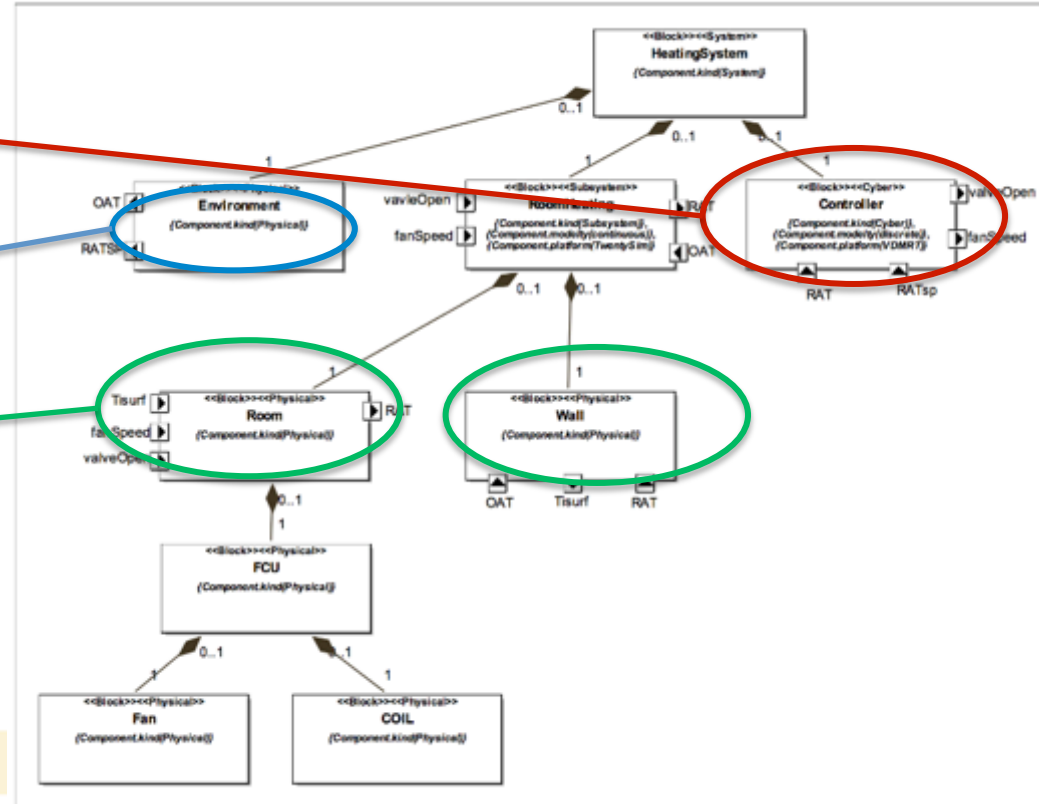 <<Block>><<System>>
HeatingSystem
{Component.kind(System)}
0..1
0..1
0..1
1
1
1
<<Block>><<Physical>>
Environment
{Component.kind(Physical)}
OAT
RATSP
<<Block>><<Subsystem>>
RoomHeating
{Component.kind(Subsystem)},
{Component.modelty(continuous)},
{Component.platform(TwentySim)}
vavleOpen
fanSpeed
RAT
OAT
<<Block>><<Cyber>>
Controller
{Component.kind(Cyber)},
{Component.modelty(discrete)},
{Component.platform(VDMRT)}
valveOpen
fanSpeed
RAT
RATsp
0..1
0..1
1
1
<<Block>><<Physical>>
Room
{Component.kind(Physical)}
Tisurf
fanSpeed
valveOpen
RAT
<<Block>><<Physical>>
Wall
{Component.kind(Physical)}
OAT
Tisurf
RAT
0..1
1
<<Block>><<Physical>>
FCU
{Component.kind(Physical)}
0..1
0..1
1
1
<<Block>><<Physical>>
Fan
{Component.kind(Physical)}
<<Block>><<Physical>>
COIL
{Component.kind(Physical)}